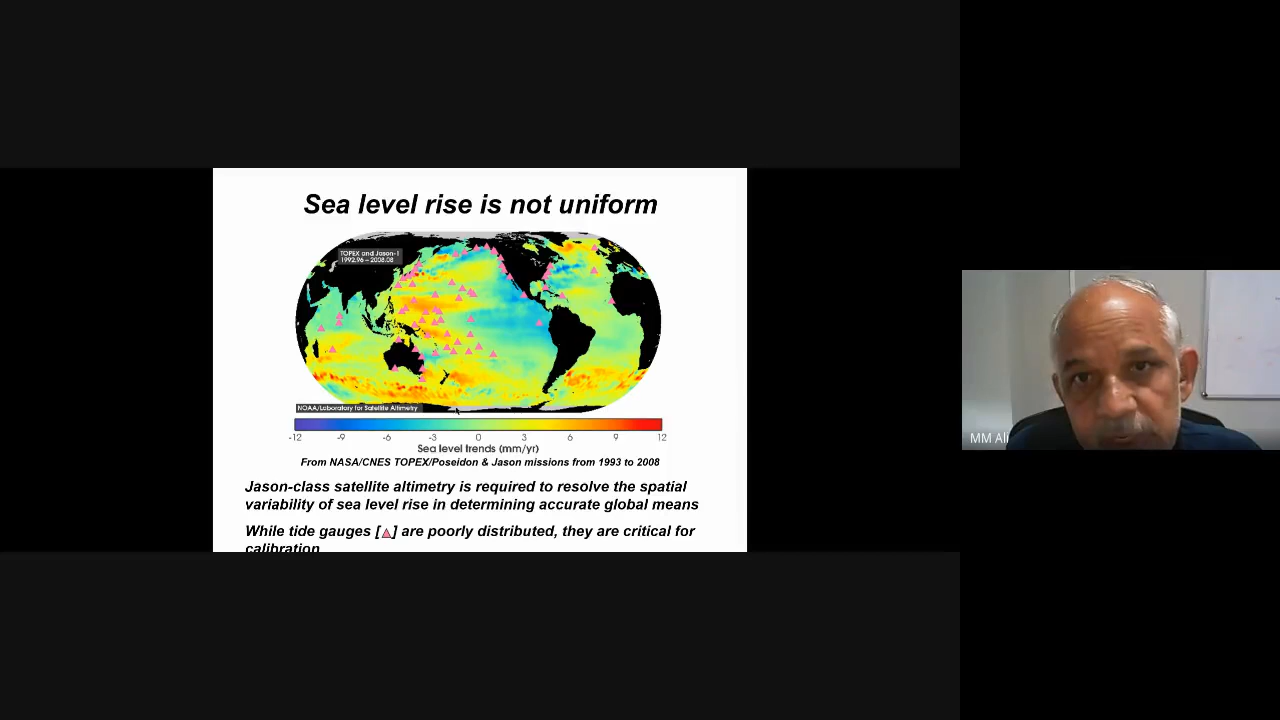 Sea level rise is not uniform
TOPEX and Jason-1
1992.96 - 2008.08
NOAA/Laboratory for Satellite Altimetry
-12 -9 -6 -3 0 3 6 9 12
Sea level trends (mm/yr)
From NASA/CNES TOPEX/Poseidon & Jason missions from 1993 to 2008
Jason-class satellite altimetry is required to resolve the spatial
variability of sea level rise in determining accurate global means
While tide gauges [▲] are poorly distributed, they are critical for
calibration
MM Ali